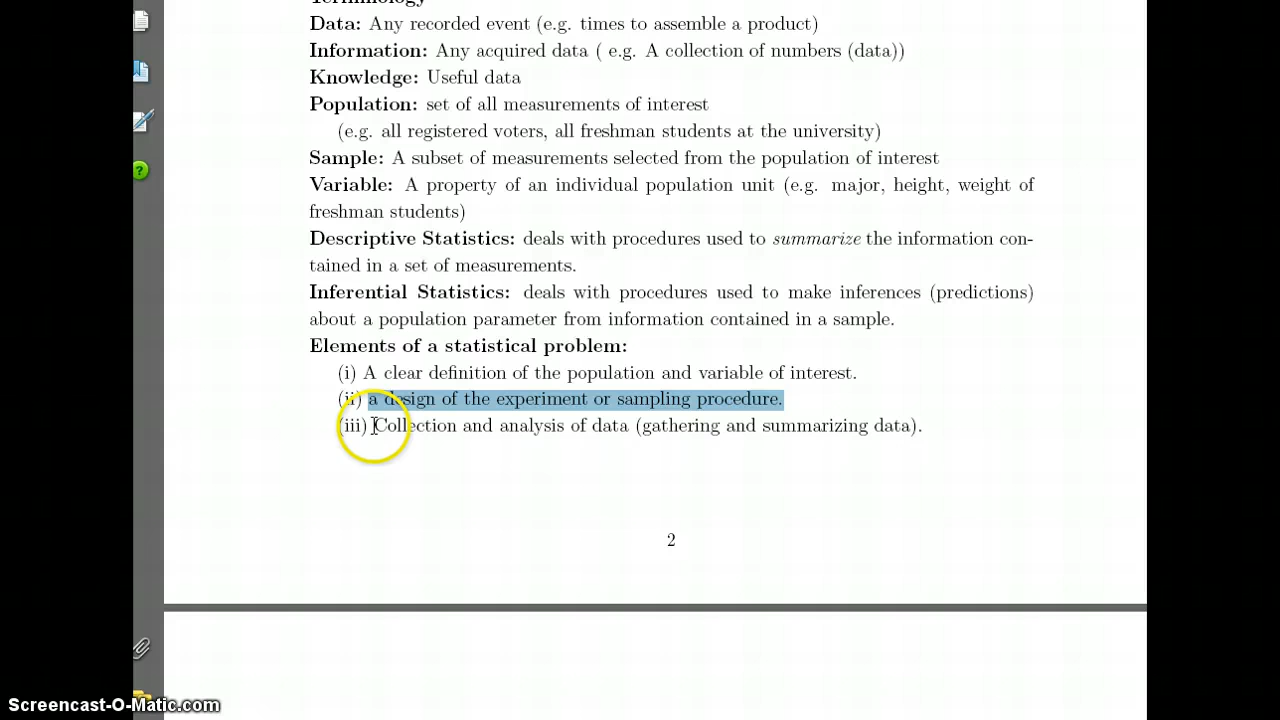 Terminology
Data: Any recorded event (e.g. times to assemble a product)
Information: Any acquired data ( e.g. A collection of numbers (data))
Knowledge: Useful data
Population: set of all measurements of interest
(e.g. all registered voters, all freshman students at the university)
Sample: A subset of measurements selected from the population of interest
Variable: A property of an individual population unit (e.g. major, height, weight of
freshman students)
Descriptive Statistics: deals with procedures used to summarize the information con-
tained in a set of measurements.
Inferential Statistics: deals with procedures used to make inferences (predictions)
about a population parameter from information contained in a sample.
Elements of a statistical problem:
(i) A clear definition of the population and variable of interest.
(ii) a design of the experiment or sampling procedure.
(iii) Collection and analysis of data (gathering and summarizing data).
2
Screencast-O-Matic.com